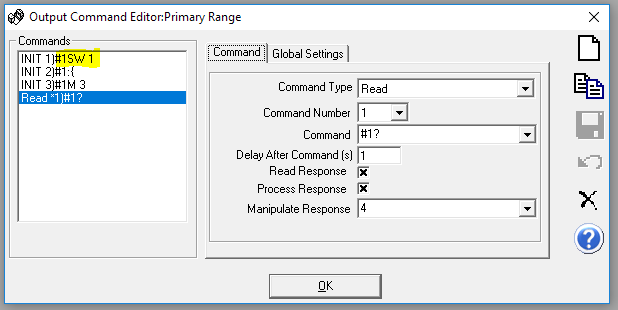 Output Command Editor:Primary Range
Commands
INIT 1)#1SW 1
INIT 2)#1:{
INIT 3)#1M 3
Read *1)#1?
Command
Global Settings
Command Type
Read
Command Number
1
Command
#1?
Delay After Command (s)
1
Read Response
Process Response
Manipulate Response
4
OK